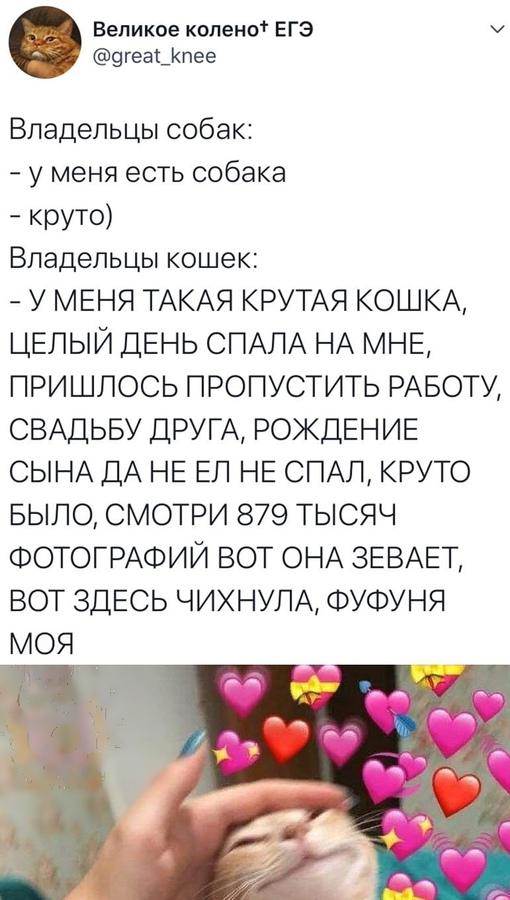 Великое колено† ЕГЭ
@great_knee
Владельцы собак:
- у меня есть собака
- круто)
Владельцы кошек:
- У МЕНЯ ТАКАЯ КРУТАЯ КОШКА,
ЦЕЛЫЙ ДЕНЬ СПАЛА НА МНЕ,
ПРИШЛОСЬ ПРОПУСТИТЬ РАБОТУ,
СВАДЬБУ ДРУГА, РОЖДЕНИЕ
СЫНА ДА НЕ ЕЛ НЕ СПАЛ, КРУТО
БЫЛО, СМОТРИ 879 ТЫСЯЧ
ФОТОГРАФИЙ ВОТ ОНА ЗЕВАЕТ,
ВОТ ЗДЕСЬ ЧИХНУЛА, ФУФУНЯ
МОЯ